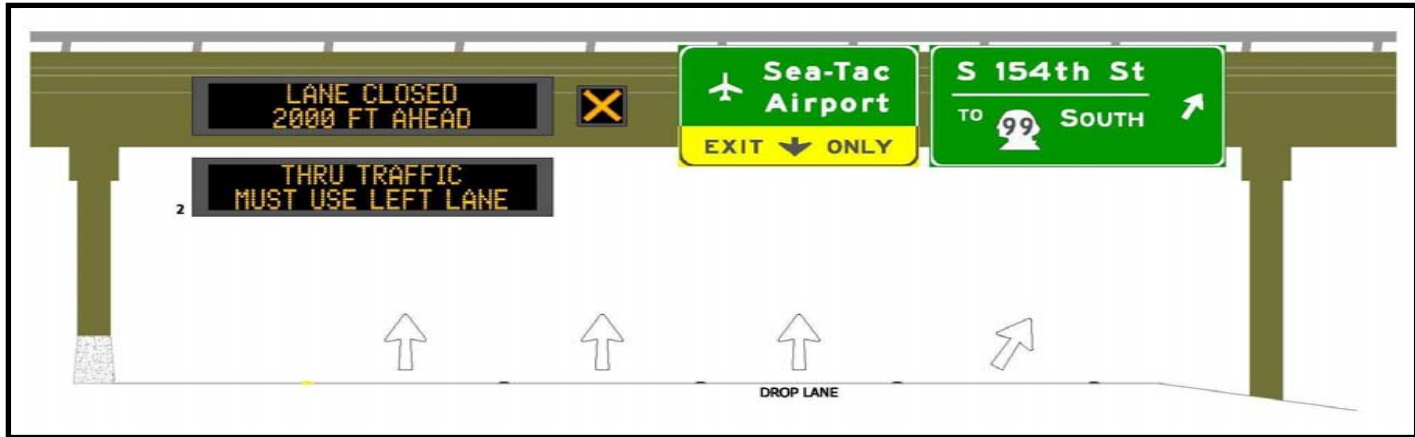 LANE CLOSED
2000 FT AHEAD
2
THRU TRAFFIC
MUST USE LEFT LANE
Sea-Tac
Airport
EXIT ONLY
S 154th St
TO 99 SOUTH
DROP LANE